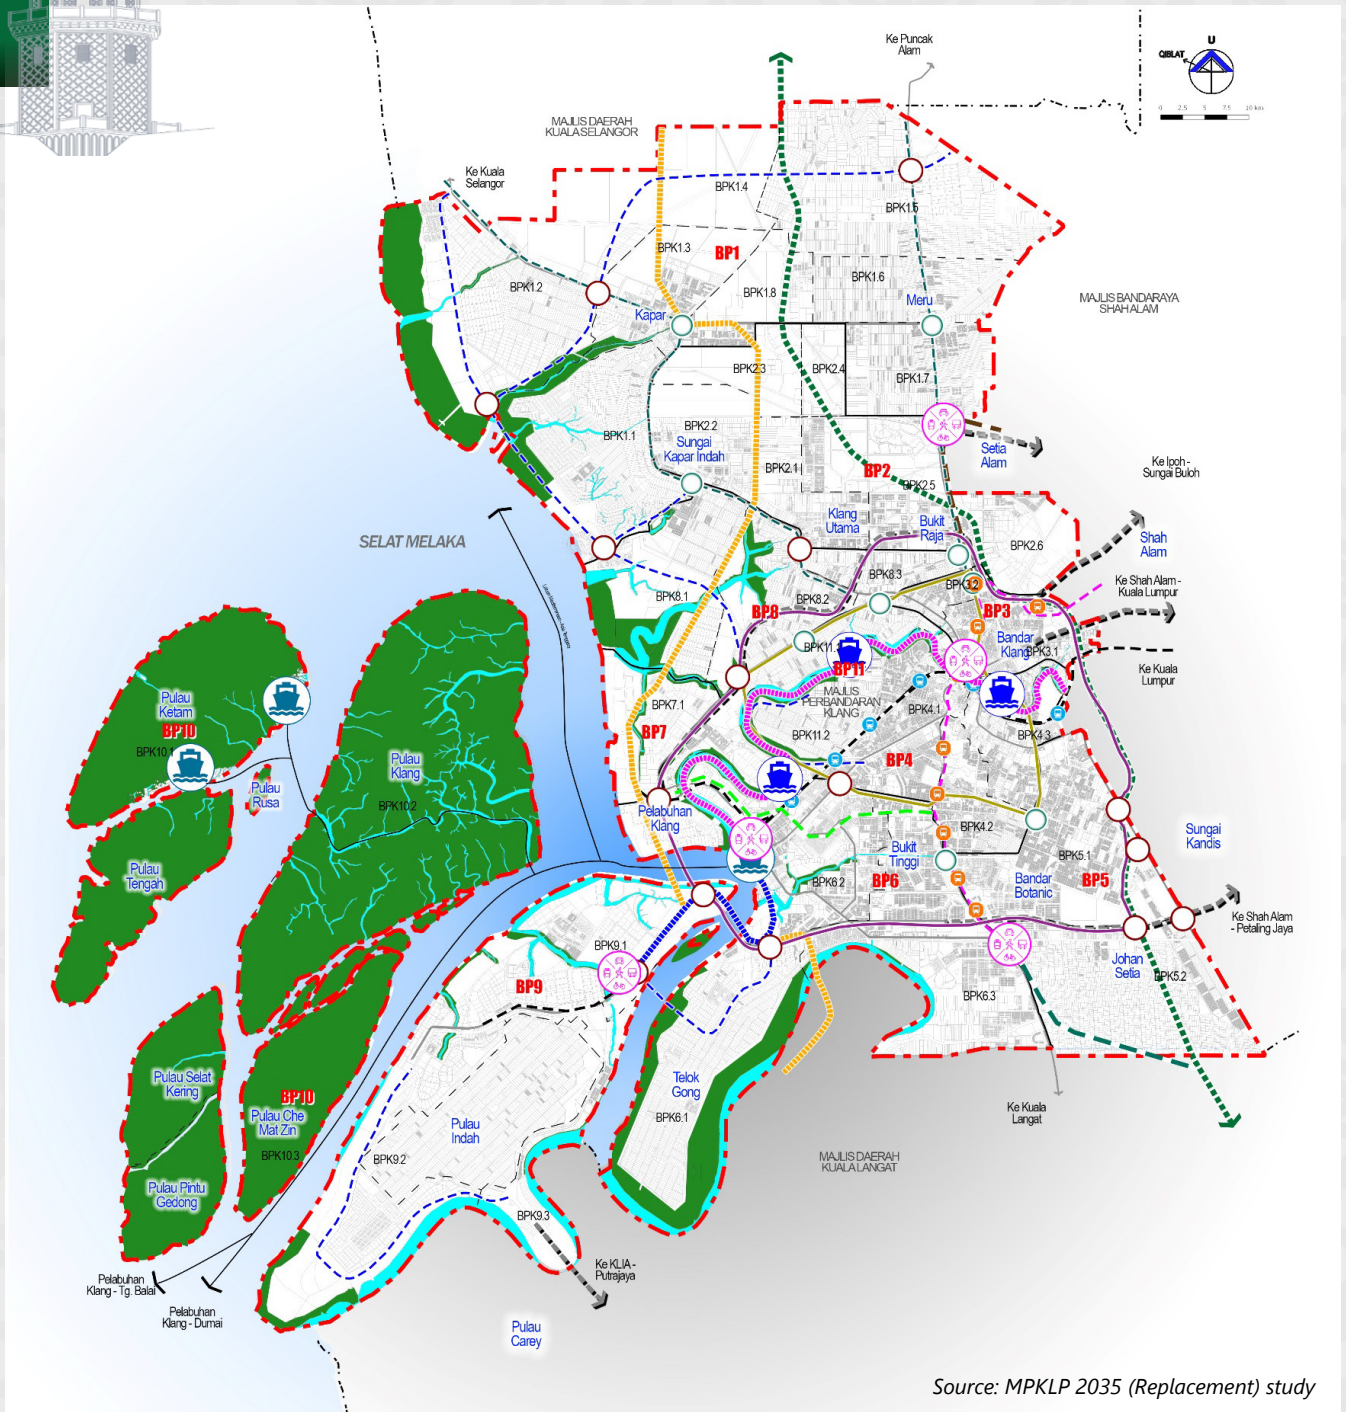 Ke Puncak
Alam
U
QIBLAT
0 2.5 5 7.5 10 km
MAJLIS DAERAH
KUALA SELANGOR
Ke Kuala
Selangor
BPK1.4
BPK1.5
BPK1.3
BP1
BPK1.2
BPK1.8
BPK1.6
MAJLIS BANDARAYA
SHAH ALAM
Kapar
Meru
BPK2.3
BPK2.4
BPK1.7
BPK1.1
BPK2.2
Sungai
Kapar Indah
BPK2.1
BP2
BPK2.5
Setia
Alam
Ke Ipoh -
Sungai Buloh
Klang
Utama
Bukit
Raja
SELAT MELAKA
BPK2.6
Shah
Alam
BPK8.3
BPK3.2
Ke Shah Alam -
Kuala Lumpur
BPK8.1
BP8
BPK8.2
BP3
Bandar
Klang
BPK3.1
BP11
Ke Kuala
Lumpur
Pulau
Ketam
BP10
BPK10.1
BPK7.1
BP7
MAJLIS
PERBANDARAN
KLANG
BPK4.1
BPK11.2
BPK4.3
BP4
Pulau
Klang
BPK10.2
Pulau
Rusa
Pelabuhan
Klang
BPK4.2
Sungai
Kandis
Bukit
Tinggi
BPK5.1
Pulau
Tengah
BPK6.2
BP6
Bandar
Botanic
BP5
Ke Shah Alam
- Petaling Jaya
BPK9.1
BP9
Johan
Setia
BPK5.2
BPK6.3
Pulau Selat
Kering
BP10
Pulau Che
Mat Zin
BPK10.3
Telok
Gong
BPK6.1
Ke Kuala
Langat
Pulau
Indah
BPK9.2
MAJLIS DAERAH
KUALA LANGAT
Pulau Pintu
Gedong
BPK9.3
Ke KLIA -
Putrajaya
Pelabuhan
Klang - Tg. Balai
Pelabuhan
Klang - Dumai
Pulau
Carey
Source: MPKLP 2035 (Replacement) study